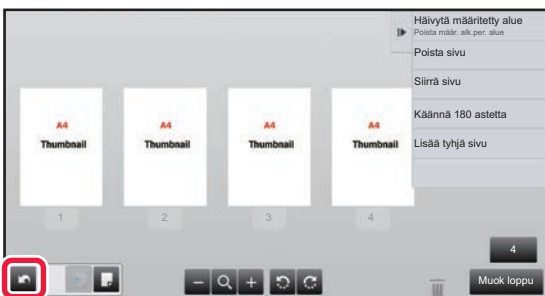 Häivytä määritetty alue
Poista määr. alk.per. alue
Poista sivu
Siirrä sivu
Käännä 180 astetta
Lisää tyhjä sivu
A4
Thumbnail
A4
Thumbnail
A4
Thumbnail
A4
Thumbnail
1
2
3
4
4
Muok loppu